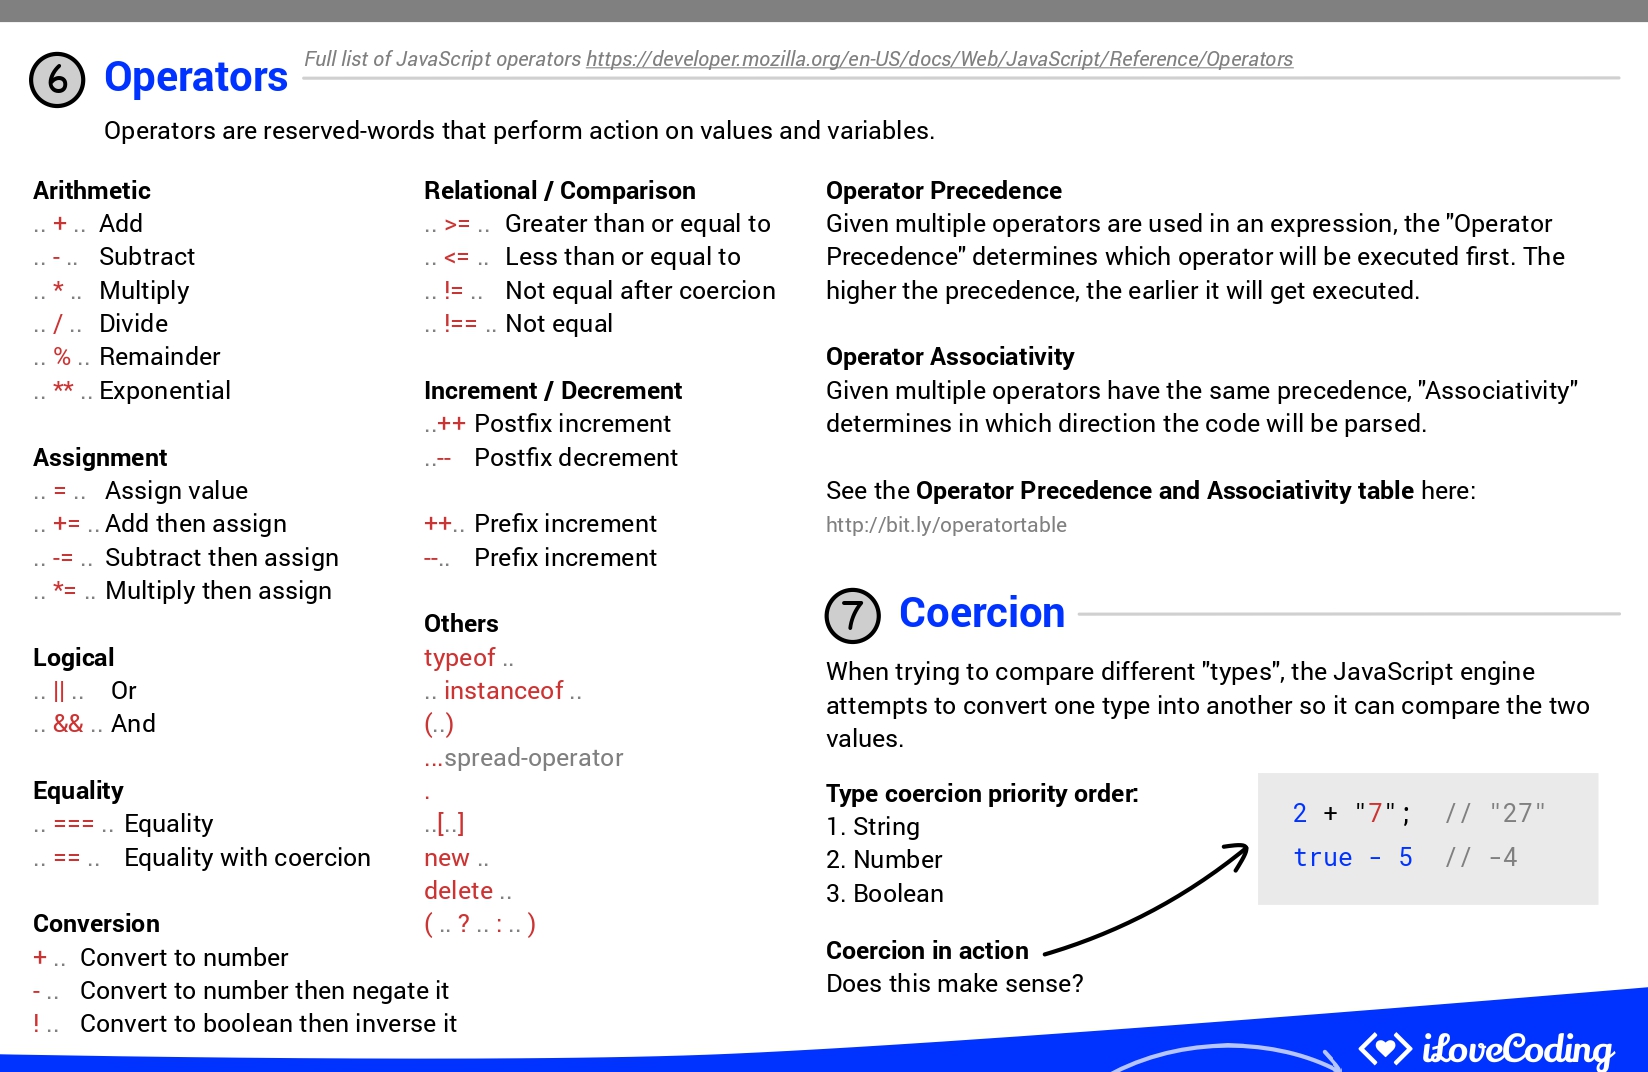 6 Operators Full list of JavaScript operators https://developer.mozilla.org/en-US/docs/Web/JavaScript/Reference/Operators
Operators are reserved-words that perform action on values and variables.
Arithmetic
.. + .. Add
.. - .. Subtract
.. * .. Multiply
.. / .. Divide
.. % .. Remainder
.. ** .. Exponential
Assignment
.. = .. Assign value
.. += .. Add then assign
.. -= .. Subtract then assign
.. *= .. Multiply then assign
Logical
.. || .. Or
.. && .. And
Equality
.. === .. Equality
.. == .. Equality with coercion
Conversion
+ .. Convert to number
- .. Convert to number then negate it
! .. Convert to boolean then inverse it
Relational / Comparison
.. >= .. Greater than or equal to
.. <= .. Less than or equal to
.. != .. Not equal after coercion
.. !== .. Not equal
Increment / Decrement
..++ Postfix increment
..-- Postfix decrement
++.. Prefix increment
--.. Prefix increment
Others
typeof ..
.. instanceof ..
(..)
...spread-operator
.
..[..]
new ..
delete ..
( .. ? .. : .. )
Operator Precedence
Given multiple operators are used in an expression, the "Operator
Precedence" determines which operator will be executed first. The
higher the precedence, the earlier it will get executed.
Operator Associativity
Given multiple operators have the same precedence, "Associativity"
determines in which direction the code will be parsed.
See the Operator Precedence and Associativity table here:
http://bit.ly/operatortable
7 Coercion
When trying to compare different "types", the JavaScript engine
attempts to convert one type into another so it can compare the two
values.
Type coercion priority order:
1. String
2. Number
3. Boolean
Coercion in action
Does this make sense?
2 + "7"; // "27"
true - 5 // -4
iLoveCoding